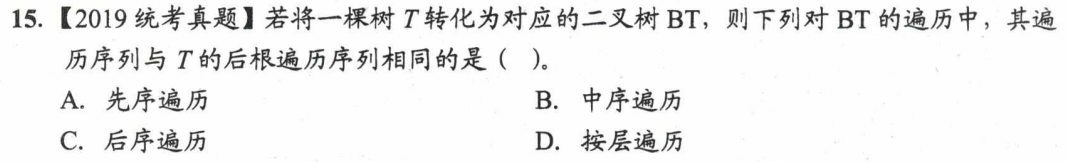 15.【2019 统考真题】若将一棵树 T 转化为对应的二叉树 BT，则下列对 BT 的遍历中，其遍
历序列与 T 的后根遍历序列相同的是（ ）。
A. 先序遍历 B. 中序遍历
C. 后序遍历 D. 按层遍历